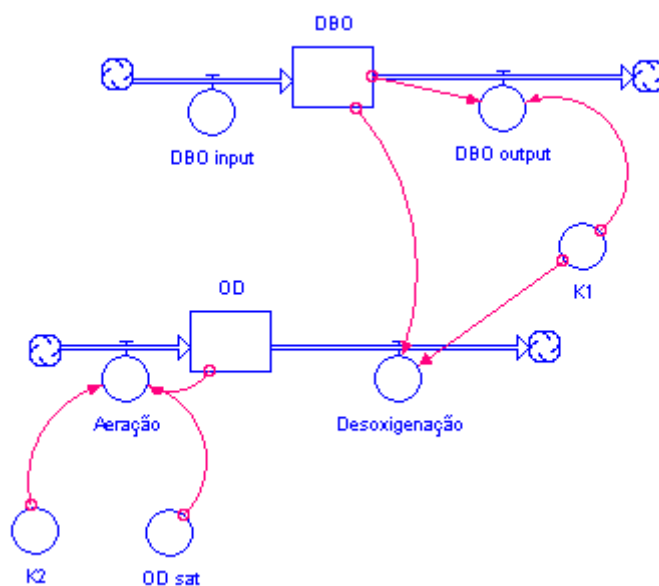 DBO
DBO input
DBO output
K1
OD
Aeração
Desoxigenação
K2
OD sat